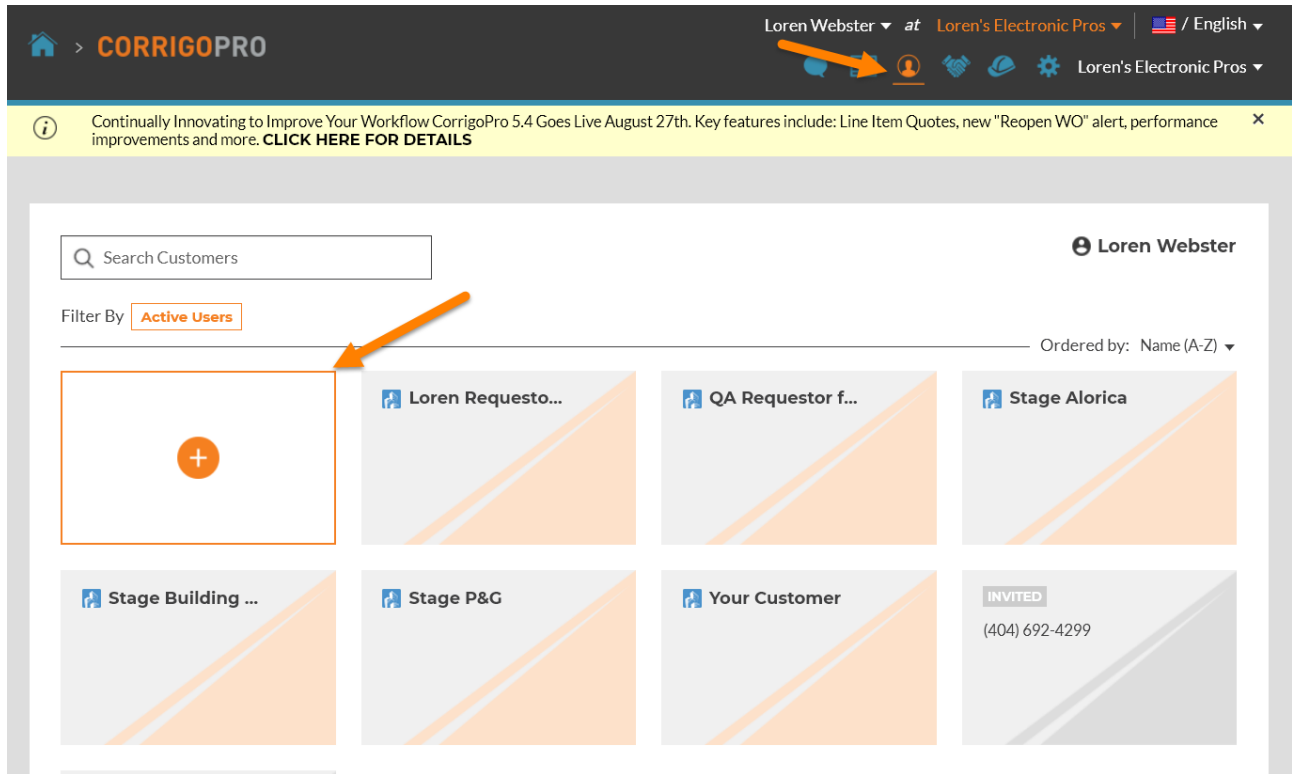 Loren Webster at Loren's Electronic Pros / English
> CORRIGOPRO
Loren's Electronic Pros
i Continually Innovating to Improve Your Workflow CorrigoPro 5.4 Goes Live August 27th. Key features include: Line Item Quotes, new "Reopen WO" alert, performance
improvements and more. CLICK HERE FOR DETAILS
Search Customers
Loren Webster
Filter By Active Users
Ordered by: Name (A-Z)
Loren Requesto...
QA Requestor f...
Stage Alorica
Stage Building ...
Stage P&G
Your Customer
INVITED
(404) 692-4299